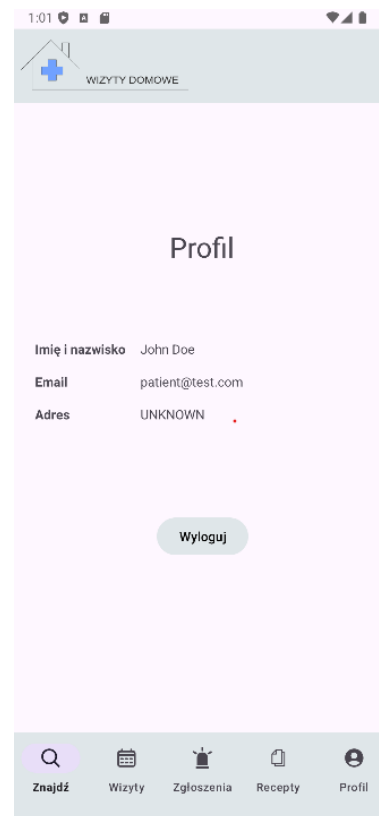 1:01
WIZYTY DOMOWE
Profil
Imię i nazwisko John Doe
Email patient@test.com
Adres UNKNOWN
Wyloguj
Znajdź Wizyty Zgłoszenia Recepty Profil